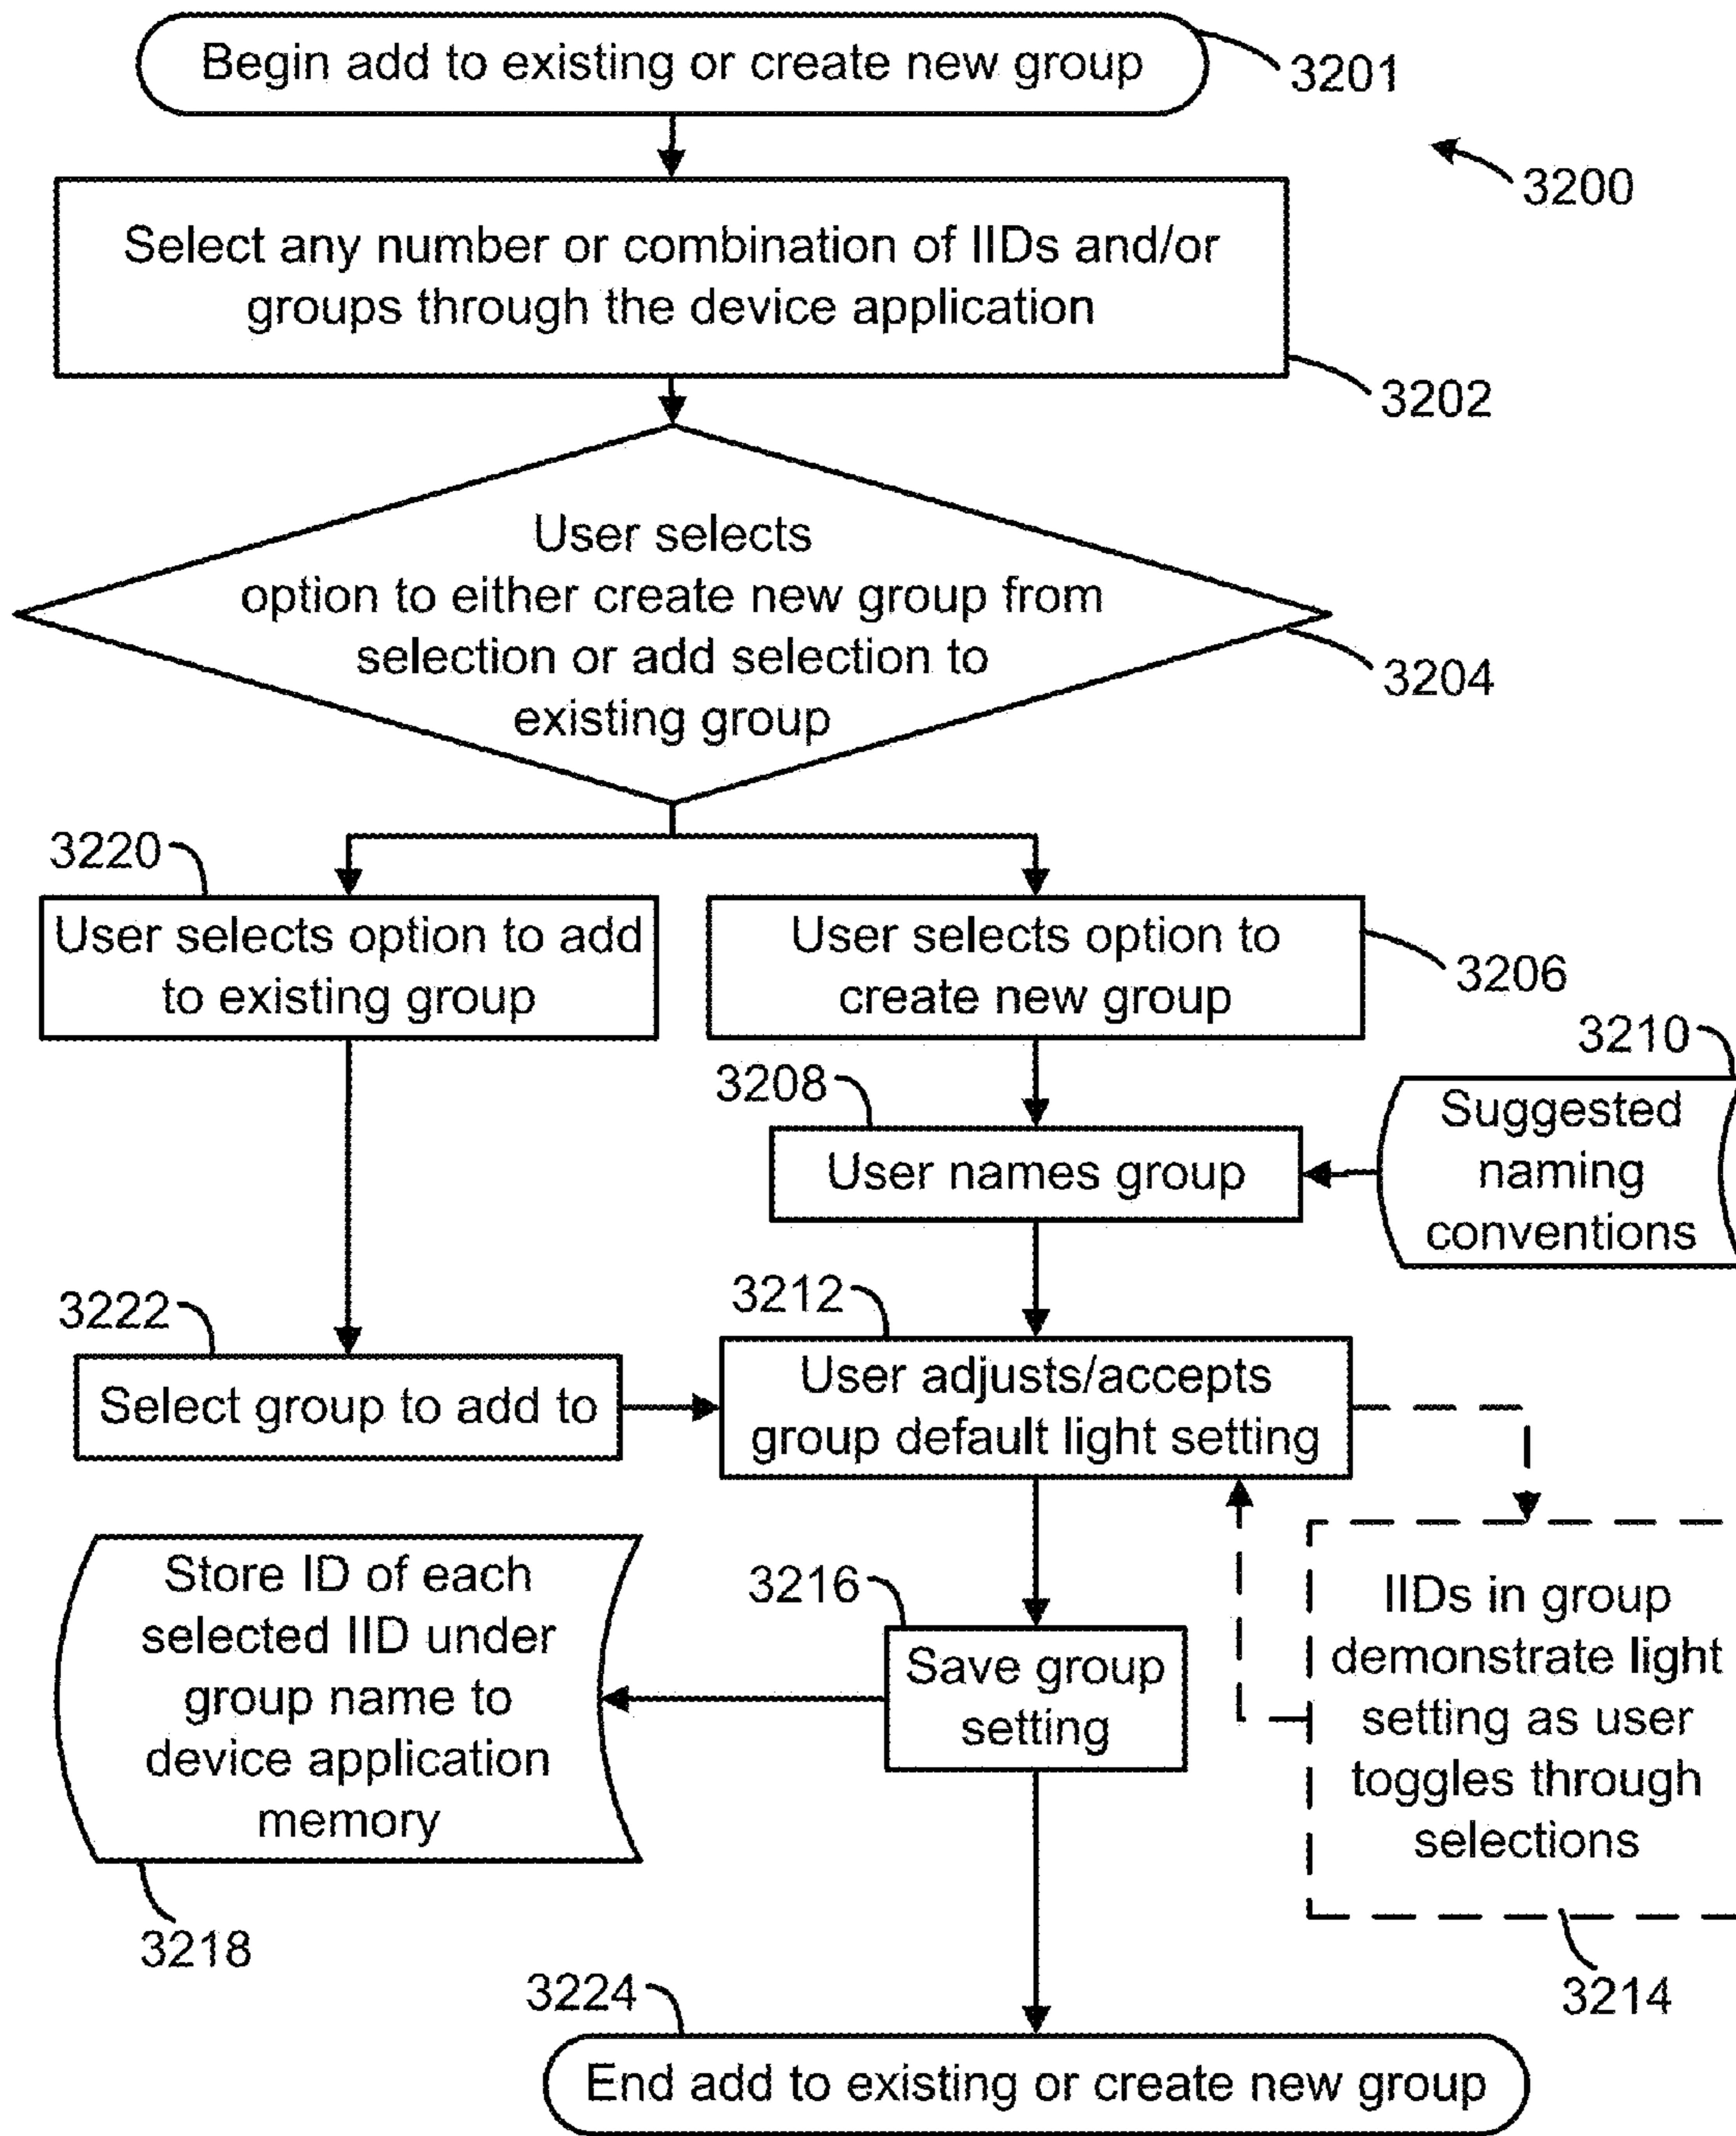 Begin add to existing or create new group
3201
3200
Select any number or combination of IIDs and/or
groups through the device application
3202
User selects
option to either create new group from
selection or add selection to
existing group
3204
3220
User selects option to add
to existing group
User selects option to
create new group
3206
3210
3208
Suggested
naming
conventions
User names group
3222
3212
Select group to add to
User adjusts/accepts
group default light setting
Store ID of each
selected IID under
group name to
device application
memory
3218
3216
Save group
setting
IIDs in group
demonstrate light
setting as user
toggles through
selections
3214
3224
End add to existing or create new group